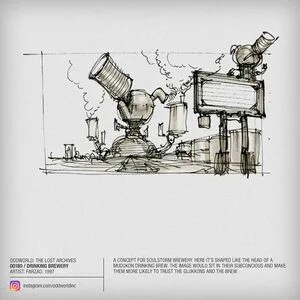 ODDWORLD: THE LOST ARCHIVES
00180 / DRINKING BREWERY
ARTIST: FARZAD, 1997
instagram.com/oddworldinc
A CONCEPT FOR SOULSTORM BREWERY. HERE IT'S SHAPED LIKE THE HEAD OF A
MUDOKON DRINKING BREW. THE IMAGE WOULD SIT IN THEIR SUBCONCIOUS AND MAKE
THEM MORE LIKELY TO TRUST THE GLUKKONS AND THE BREW.